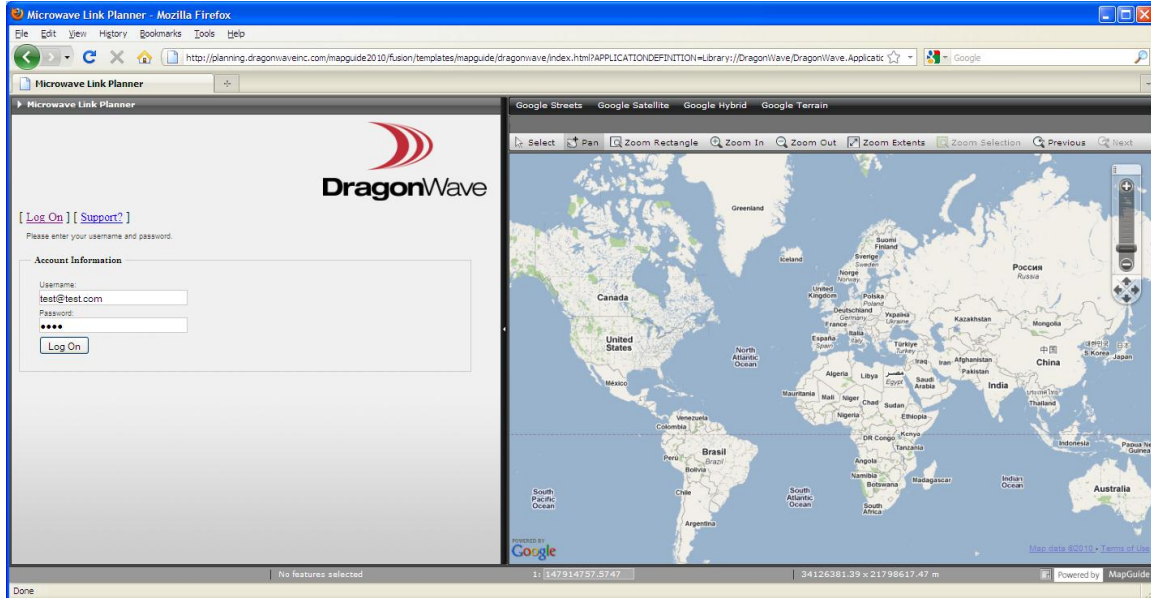 Microwave Link Planner - Mozilla Firefox
File Edit View History Bookmarks Tools Help
http://planning.dragonwaveinc.com/mapguide2010/fusion/templates/mapguide/dragonwave/index.html?APPLICATIONDEFINITION=Library://DragonWave/DragonWave.Applicatic
Google
Microwave Link Planner
Microwave Link Planner
Google Streets Google Satellite Google Hybrid Google Terrain
Select Pan Zoom Rectangle Zoom In Zoom Out Zoom Extents Zoom Selection Previous Next
DragonWave
[ Log On ] [ Support? ]
Please enter your username and password.
Account Information
Username:
test@test.com
Password:
Log On
Greenland
Iceland
Suomi
Finland
Sverige
Sweden
Norge
Norway
Россия
Russia
Canada
United
Kingdom
Polska
Poland
Deutschland
Germany
Україна
Ukraine
France
Kazakhstan
Mongolia
United
States
North
Atlantic
Ocean
España
Spain
Italia
Italy
Türkiye
Turkey
Iraq
Iran
Afghanistan
Pakistan
中国
China
대한민국
S Korea
日本
Japan
Mexico
Algeria
Libya
مصر
Egypt
Saudi
Arabia
India
Thailand
Mauritania
Mali
Niger
Chad
Sudan
Nigeria
Ethiopia
Venezuela
Colombia
DR Congo
Kenya
Tanzania
Indonesia
Papua Ne
Guinea
Perú
Peru
Brasil
Brazil
Bolivia
Angola
Namibia
Botswana
Madagascar
South
Pacific
Ocean
Chile
South
Atlantic
Ocean
South
Africa
Indian
Ocean
Australia
Argentina
POWERED BY
Google
Map data ©2010 - Terms of Use
No features selected
1: 147914757.5747
34126381.39 x 21798617.47 m
Powered by MapGuide
Done